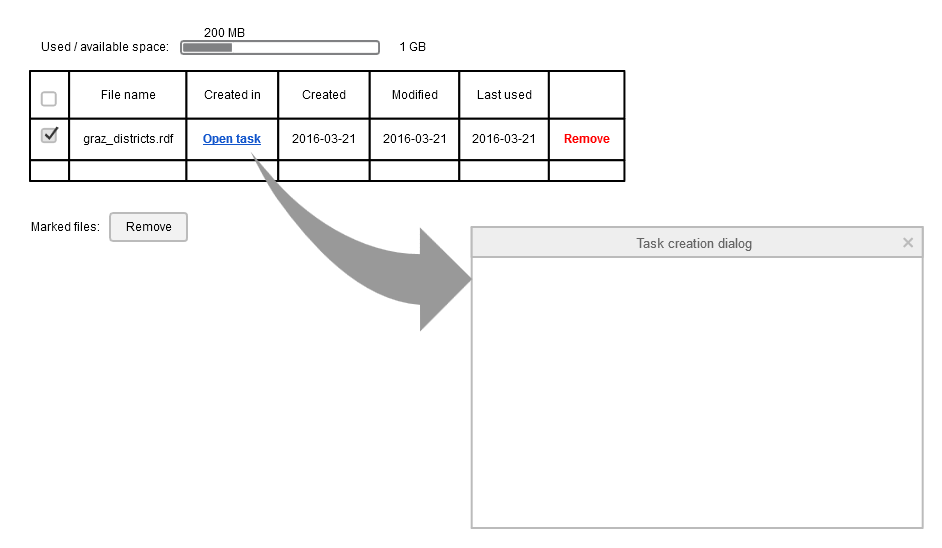 200 MB
Used / available space: 1 GB
File name Created in Created Modified Last used
graz_districts.rdf Open task 2016-03-21 2016-03-21 2016-03-21 Remove
Marked files: Remove
Task creation dialog